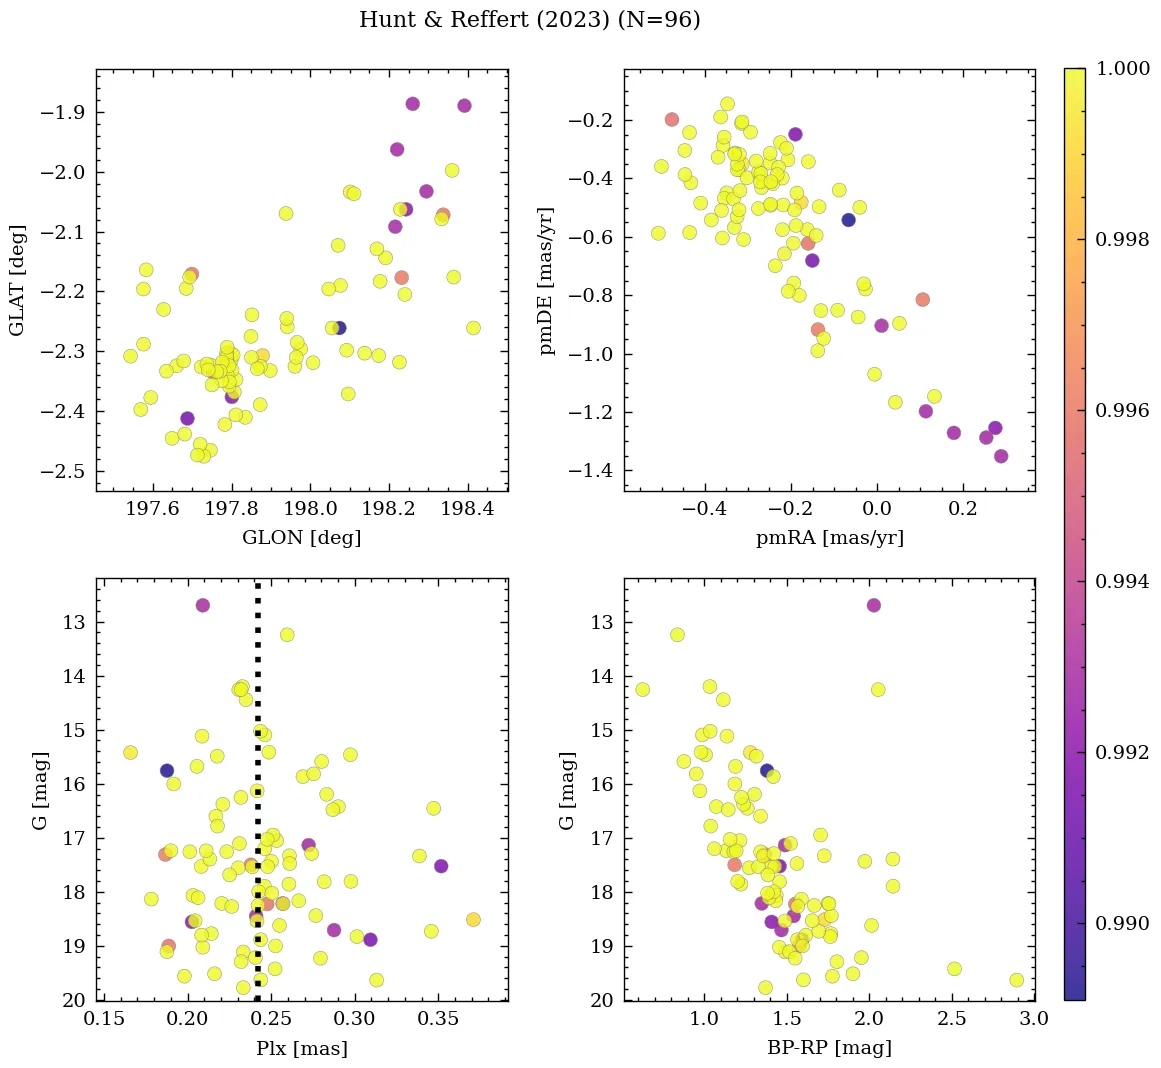 Hunt & Reffert (2023) (N=96)
−1.9
−2.0
−2.1
−2.2
−2.3
−2.4
−2.5
GLAT [deg]
197.6 197.8 198.0 198.2 198.4
GLON [deg]
−0.2
−0.4
−0.6
−0.8
−1.0
−1.2
−1.4
pmDE [mas/yr]
−0.4 −0.2 0.0 0.2
pmRA [mas/yr]
1.000
0.998
0.996
0.994
0.992
0.990
13
14
15
16
17
18
19
20
G [mag]
0.15 0.20 0.25 0.30 0.35
Plx [mas]
13
14
15
16
17
18
19
20
G [mag]
1.0 1.5 2.0 2.5 3.0
BP-RP [mag]